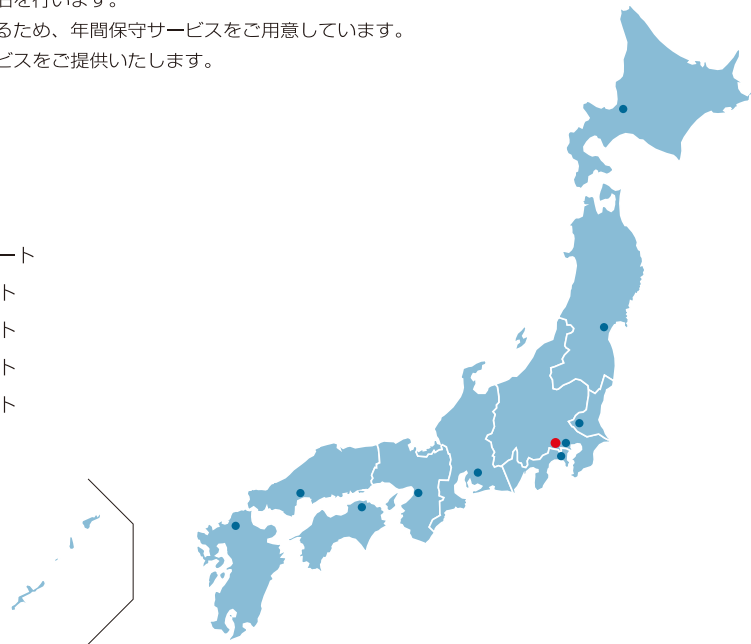 を行います。
るため、年間保守サービスをご用意しています。
ビスをご提供いたします。
ート
ト
ト
ト
ト